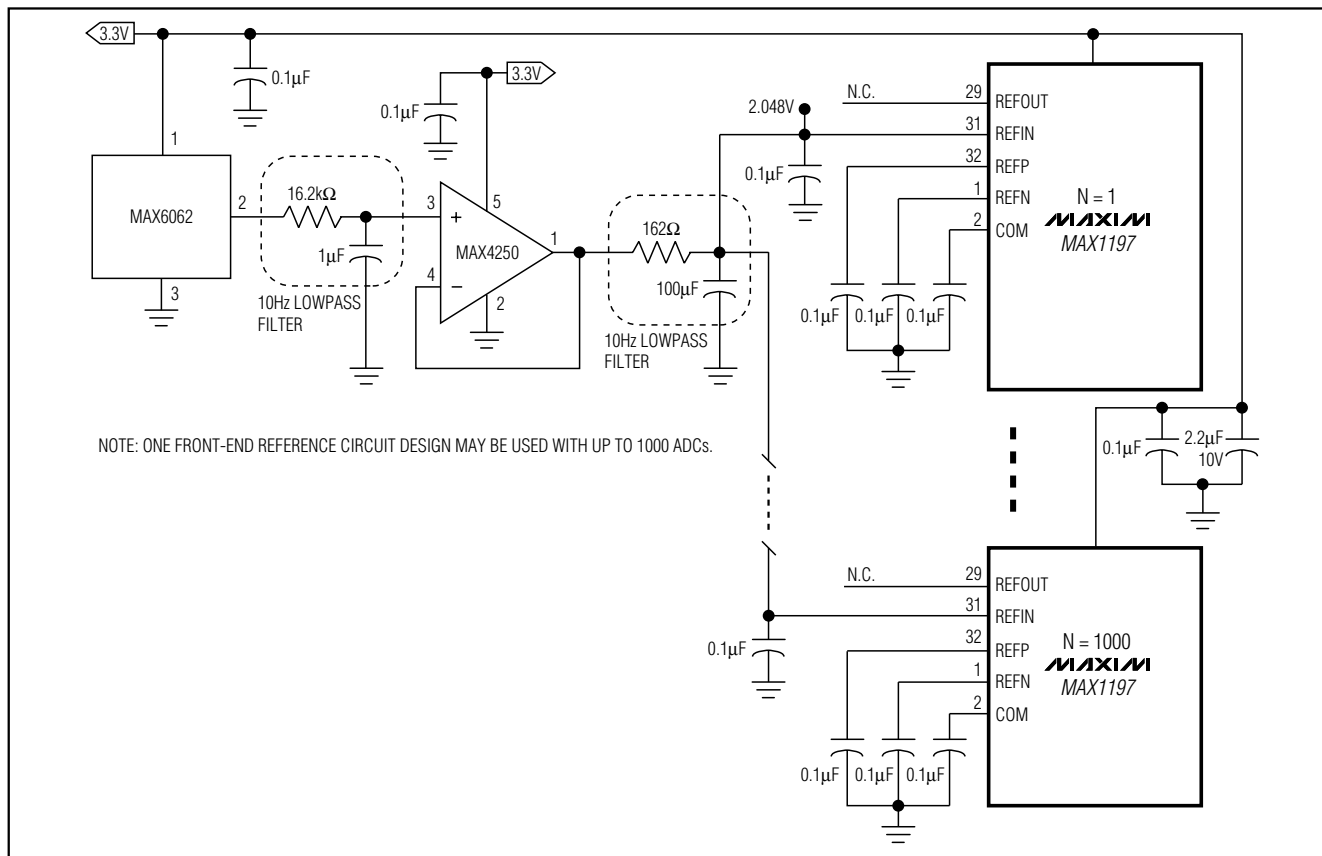 3.3V
0.1µF
1
MAX6062
2
3
16.2kΩ
1µF
10Hz LOWPASS
FILTER
0.1µF
3.3V
3
+
4
−
5
MAX4250
1
2
162Ω
100µF
10Hz LOWPASS
FILTER
2.048V
0.1µF
N.C.
29
REFOUT
31
REFIN
32
REFP
1
REFN
2
COM
N = 1
MAXIM
MAX1197
0.1µF
0.1µF
0.1µF
NOTE: ONE FRONT-END REFERENCE CIRCUIT DESIGN MAY BE USED WITH UP TO 1000 ADCs.
0.1µF
2.2µF
10V
0.1µF
N.C.
29
REFOUT
31
REFIN
32
REFP
1
REFN
2
COM
N = 1000
MAXIM
MAX1197
0.1µF
0.1µF
0.1µF